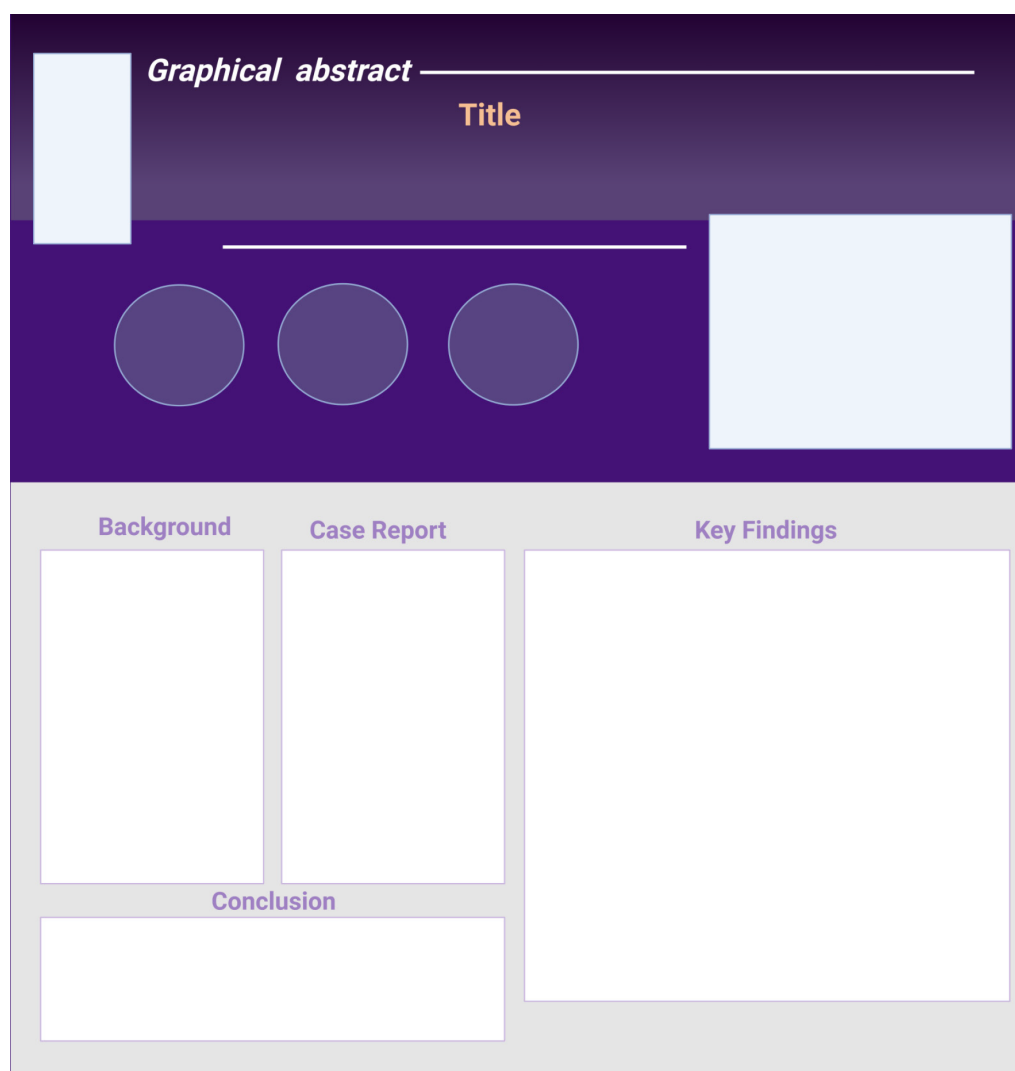 Graphical abstract
Title
Background
Case Report
Key Findings
Conclusion